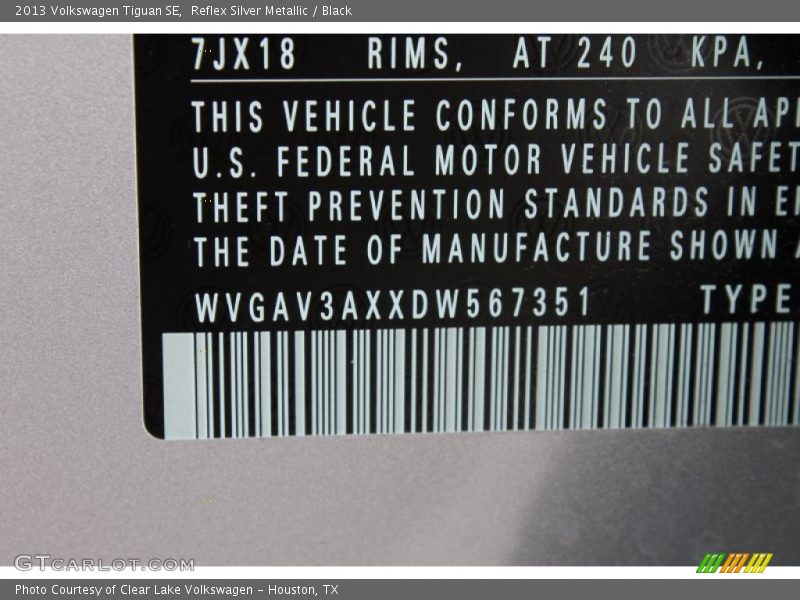 2013 Volkswagen Tiguan SE, Reflex Silver Metallic / Black
7JX18 RIMS, AT 240 KPA,
THIS VEHICLE CONFORMS TO ALL
U.S. FEDERAL MOTOR VEHICLE
THEFT PREVENTION STANDARDS IN
THE DATE OF MANUFACTURE SHOWN
WVGAV3AXXDW567351 TYPE
GTCARLOT.COM
Photo Courtesy of Clear Lake Volkswagen – Houston, TX